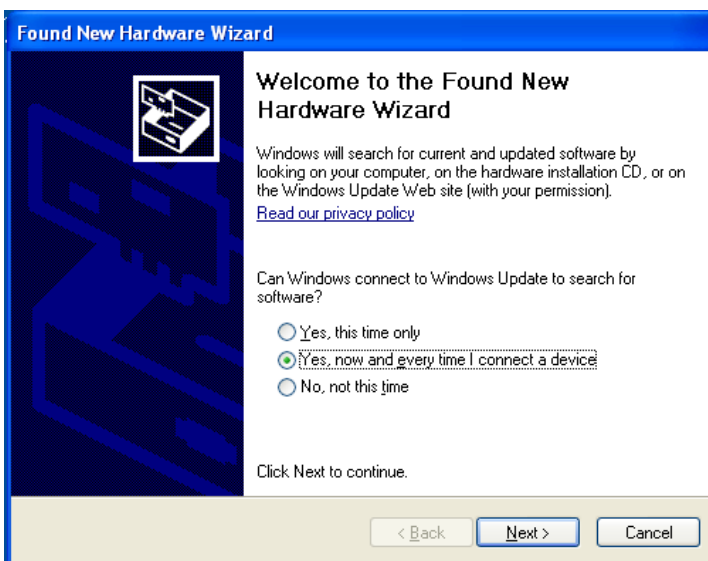 Found New Hardware Wizard
Welcome to the Found New
Hardware Wizard
Windows will search for current and updated software by
looking on your computer, on the hardware installation CD, or on
the Windows Update Web site (with your permission).
Read our privacy policy
Can Windows connect to Windows Update to search for
software?
Yes, this time only
Yes, now and every time I connect a device
No, not this time
Click Next to continue.
< Back
Next >
Cancel